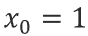 𝑥₀ = 1